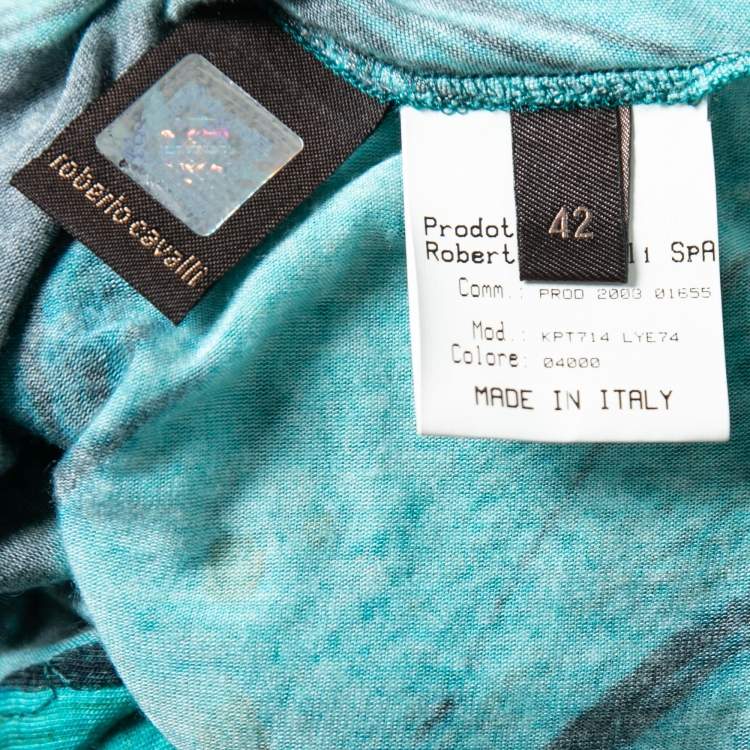 roberto cavalli
42
Prodot
Robert li SpA
Comm.: PROD 2003 01655
Mod.: KPT714 LYE74
Colore: 04000
MADE IN ITALY